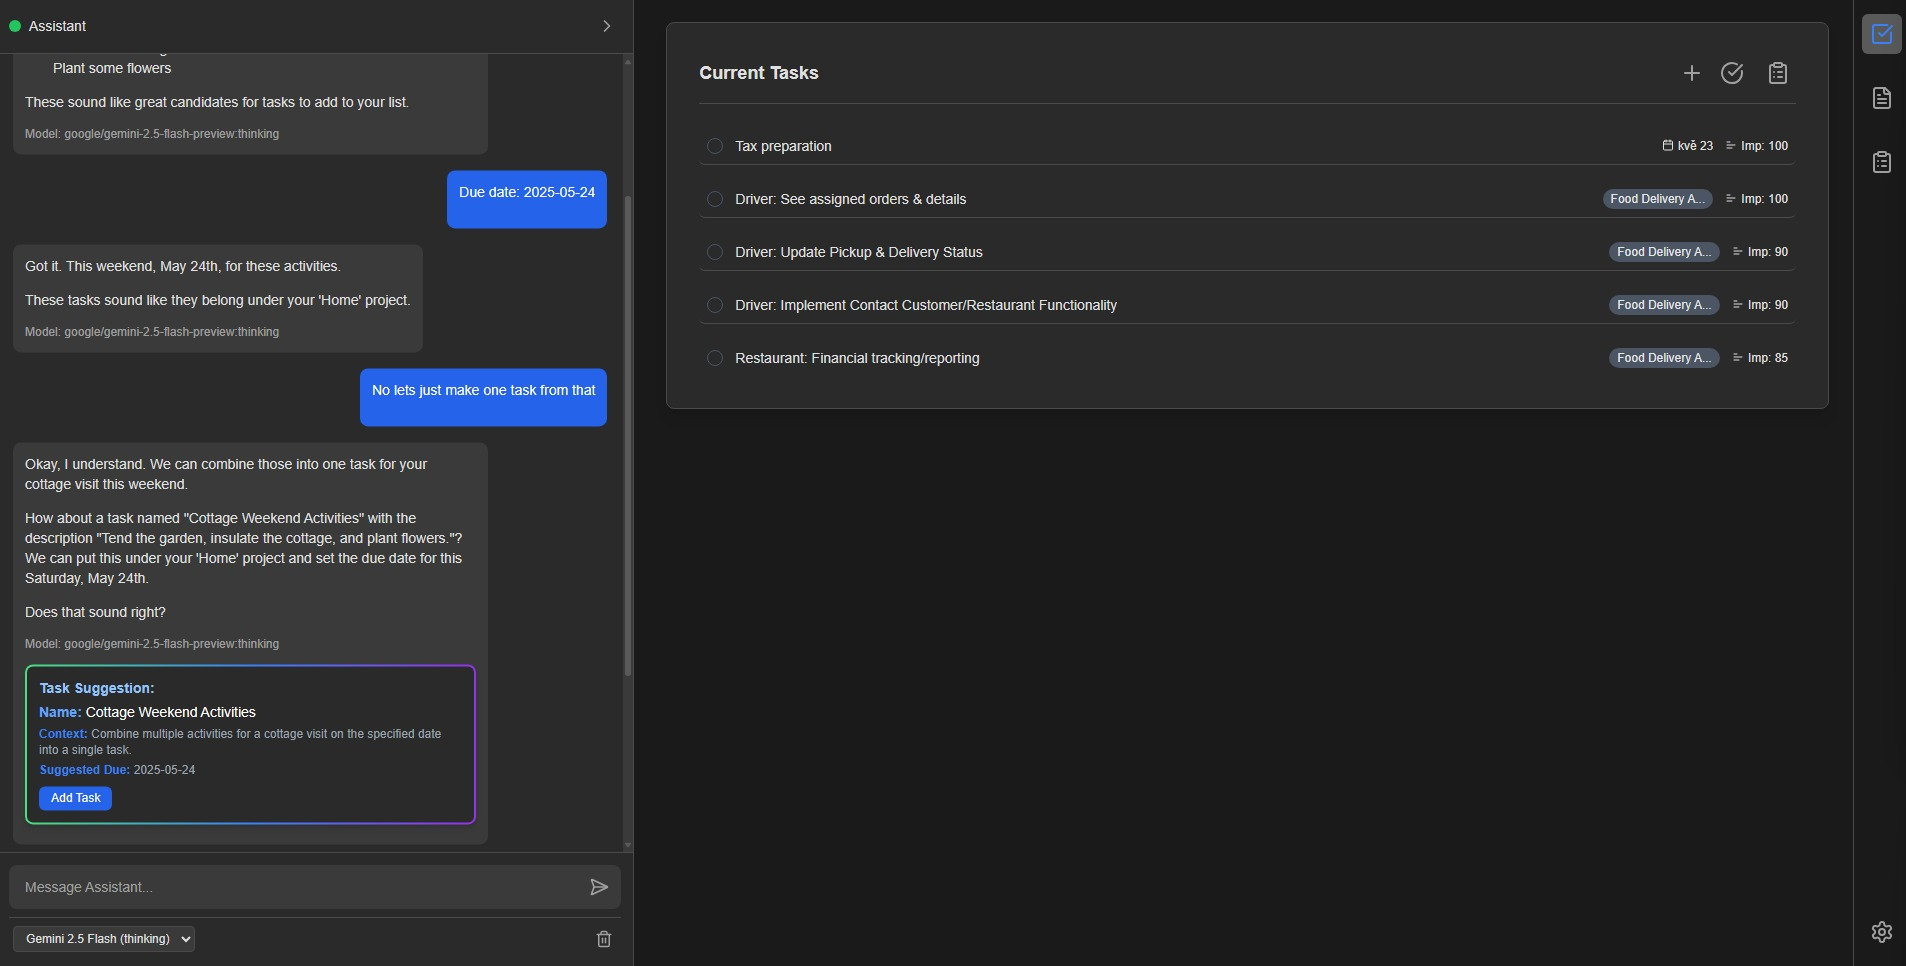 Assistant
Plant some flowers
These sound like great candidates for tasks to add to your list.
Model: google/gemini-2.5-flash-preview:thinking
Due date: 2025-05-24
Got it. This weekend, May 24th, for these activities.
These tasks sound like they belong under your 'Home' project.
Model: google/gemini-2.5-flash-preview:thinking
No lets just make one task from that
Okay, I understand. We can combine those into one task for your
cottage visit this weekend.
How about a task named "Cottage Weekend Activities" with the
description "Tend the garden, insulate the cottage, and plant flowers."?
We can put this under your 'Home' project and set the due date for this
Saturday, May 24th.
Does that sound right?
Model: google/gemini-2.5-flash-preview:thinking
Task Suggestion:
Name: Cottage Weekend Activities
Context: Combine multiple activities for a cottage visit on the specified date
into a single task.
Suggested Due: 2025-05-24
Add Task
Message Assistant...
Gemini 2.5 Flash (thinking)
Current Tasks
Tax preparation kvě 23 Imp: 100
Driver: See assigned orders & details Food Delivery A... Imp: 100
Driver: Update Pickup & Delivery Status Food Delivery A... Imp: 90
Driver: Implement Contact Customer/Restaurant Functionality Food Delivery A... Imp: 90
Restaurant: Financial tracking/reporting Food Delivery A... Imp: 85